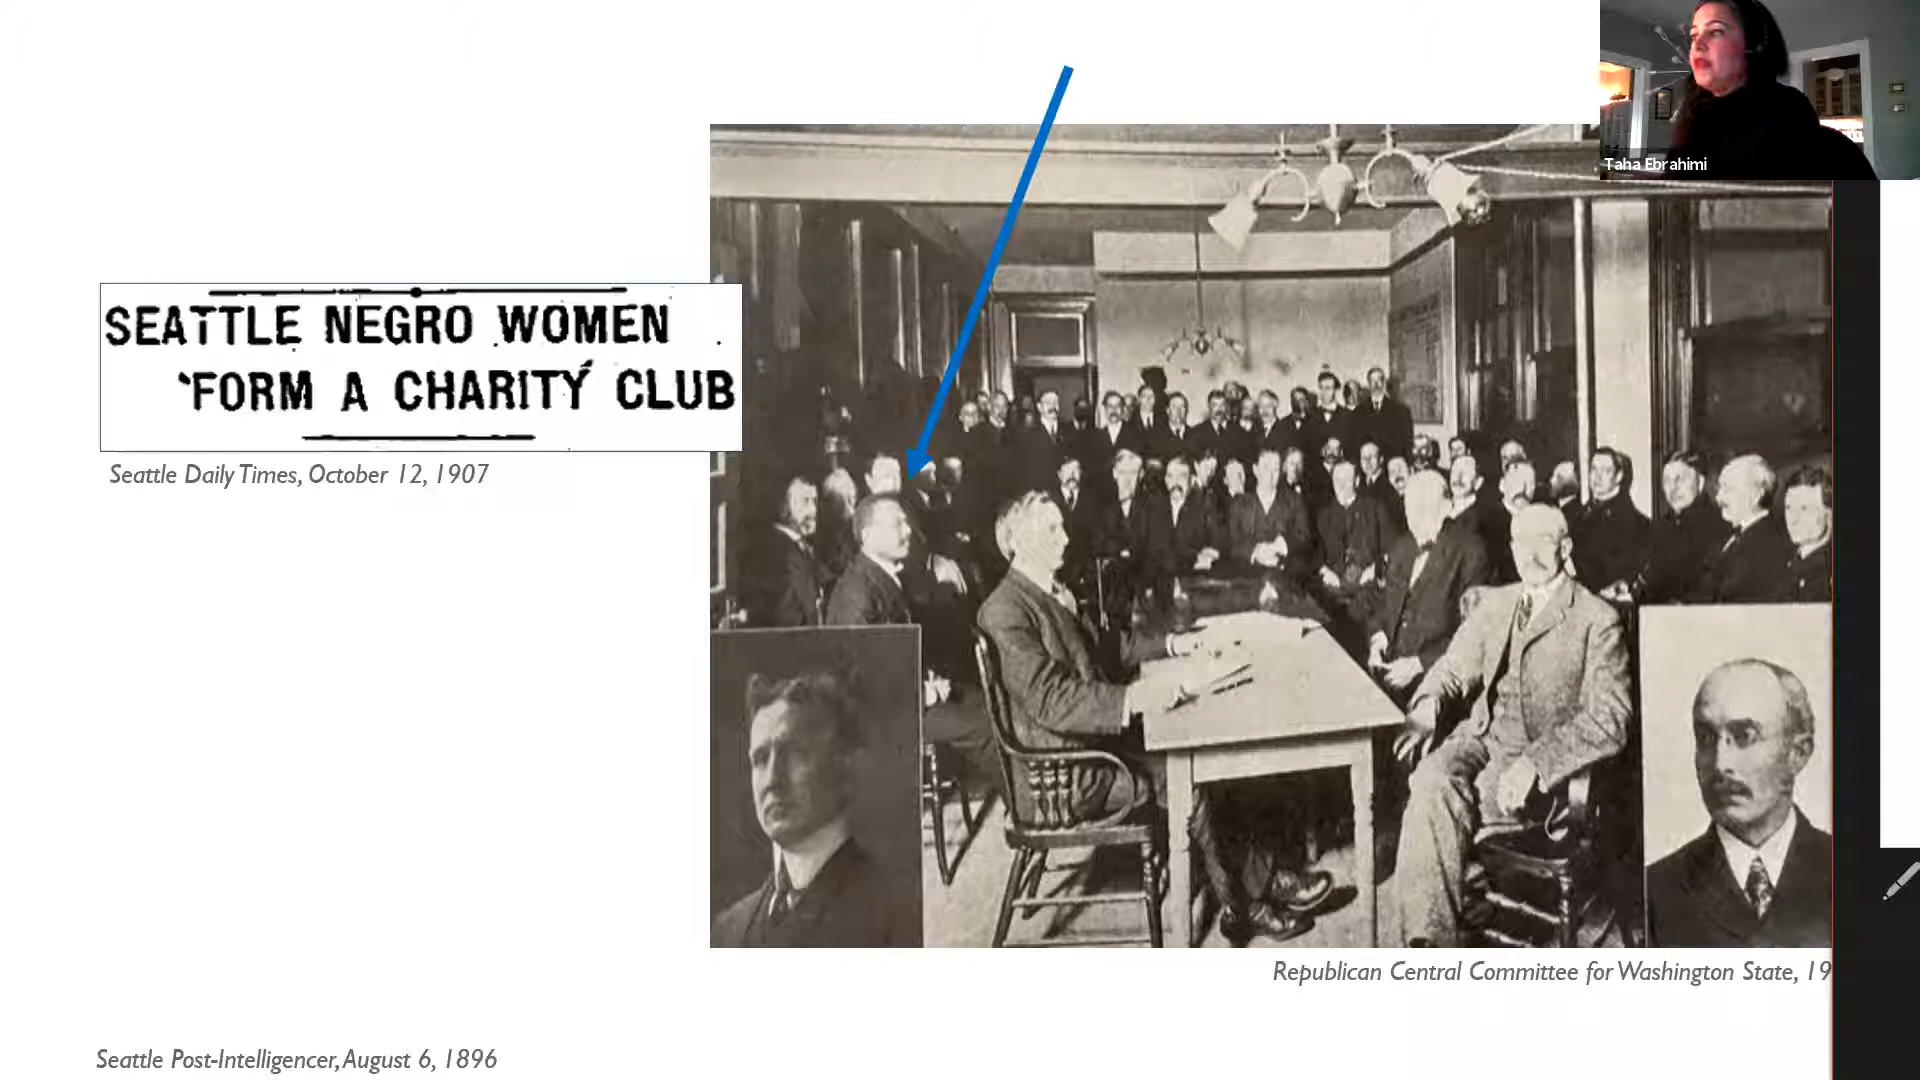 Taha Ebrahimi
SEATTLE NEGRO WOMEN
FORM A CHARITY CLUB
Seattle Daily Times, October 12, 1907
Republican Central Committee for Washington State, 19
Seattle Post-Intelligencer, August 6, 1896